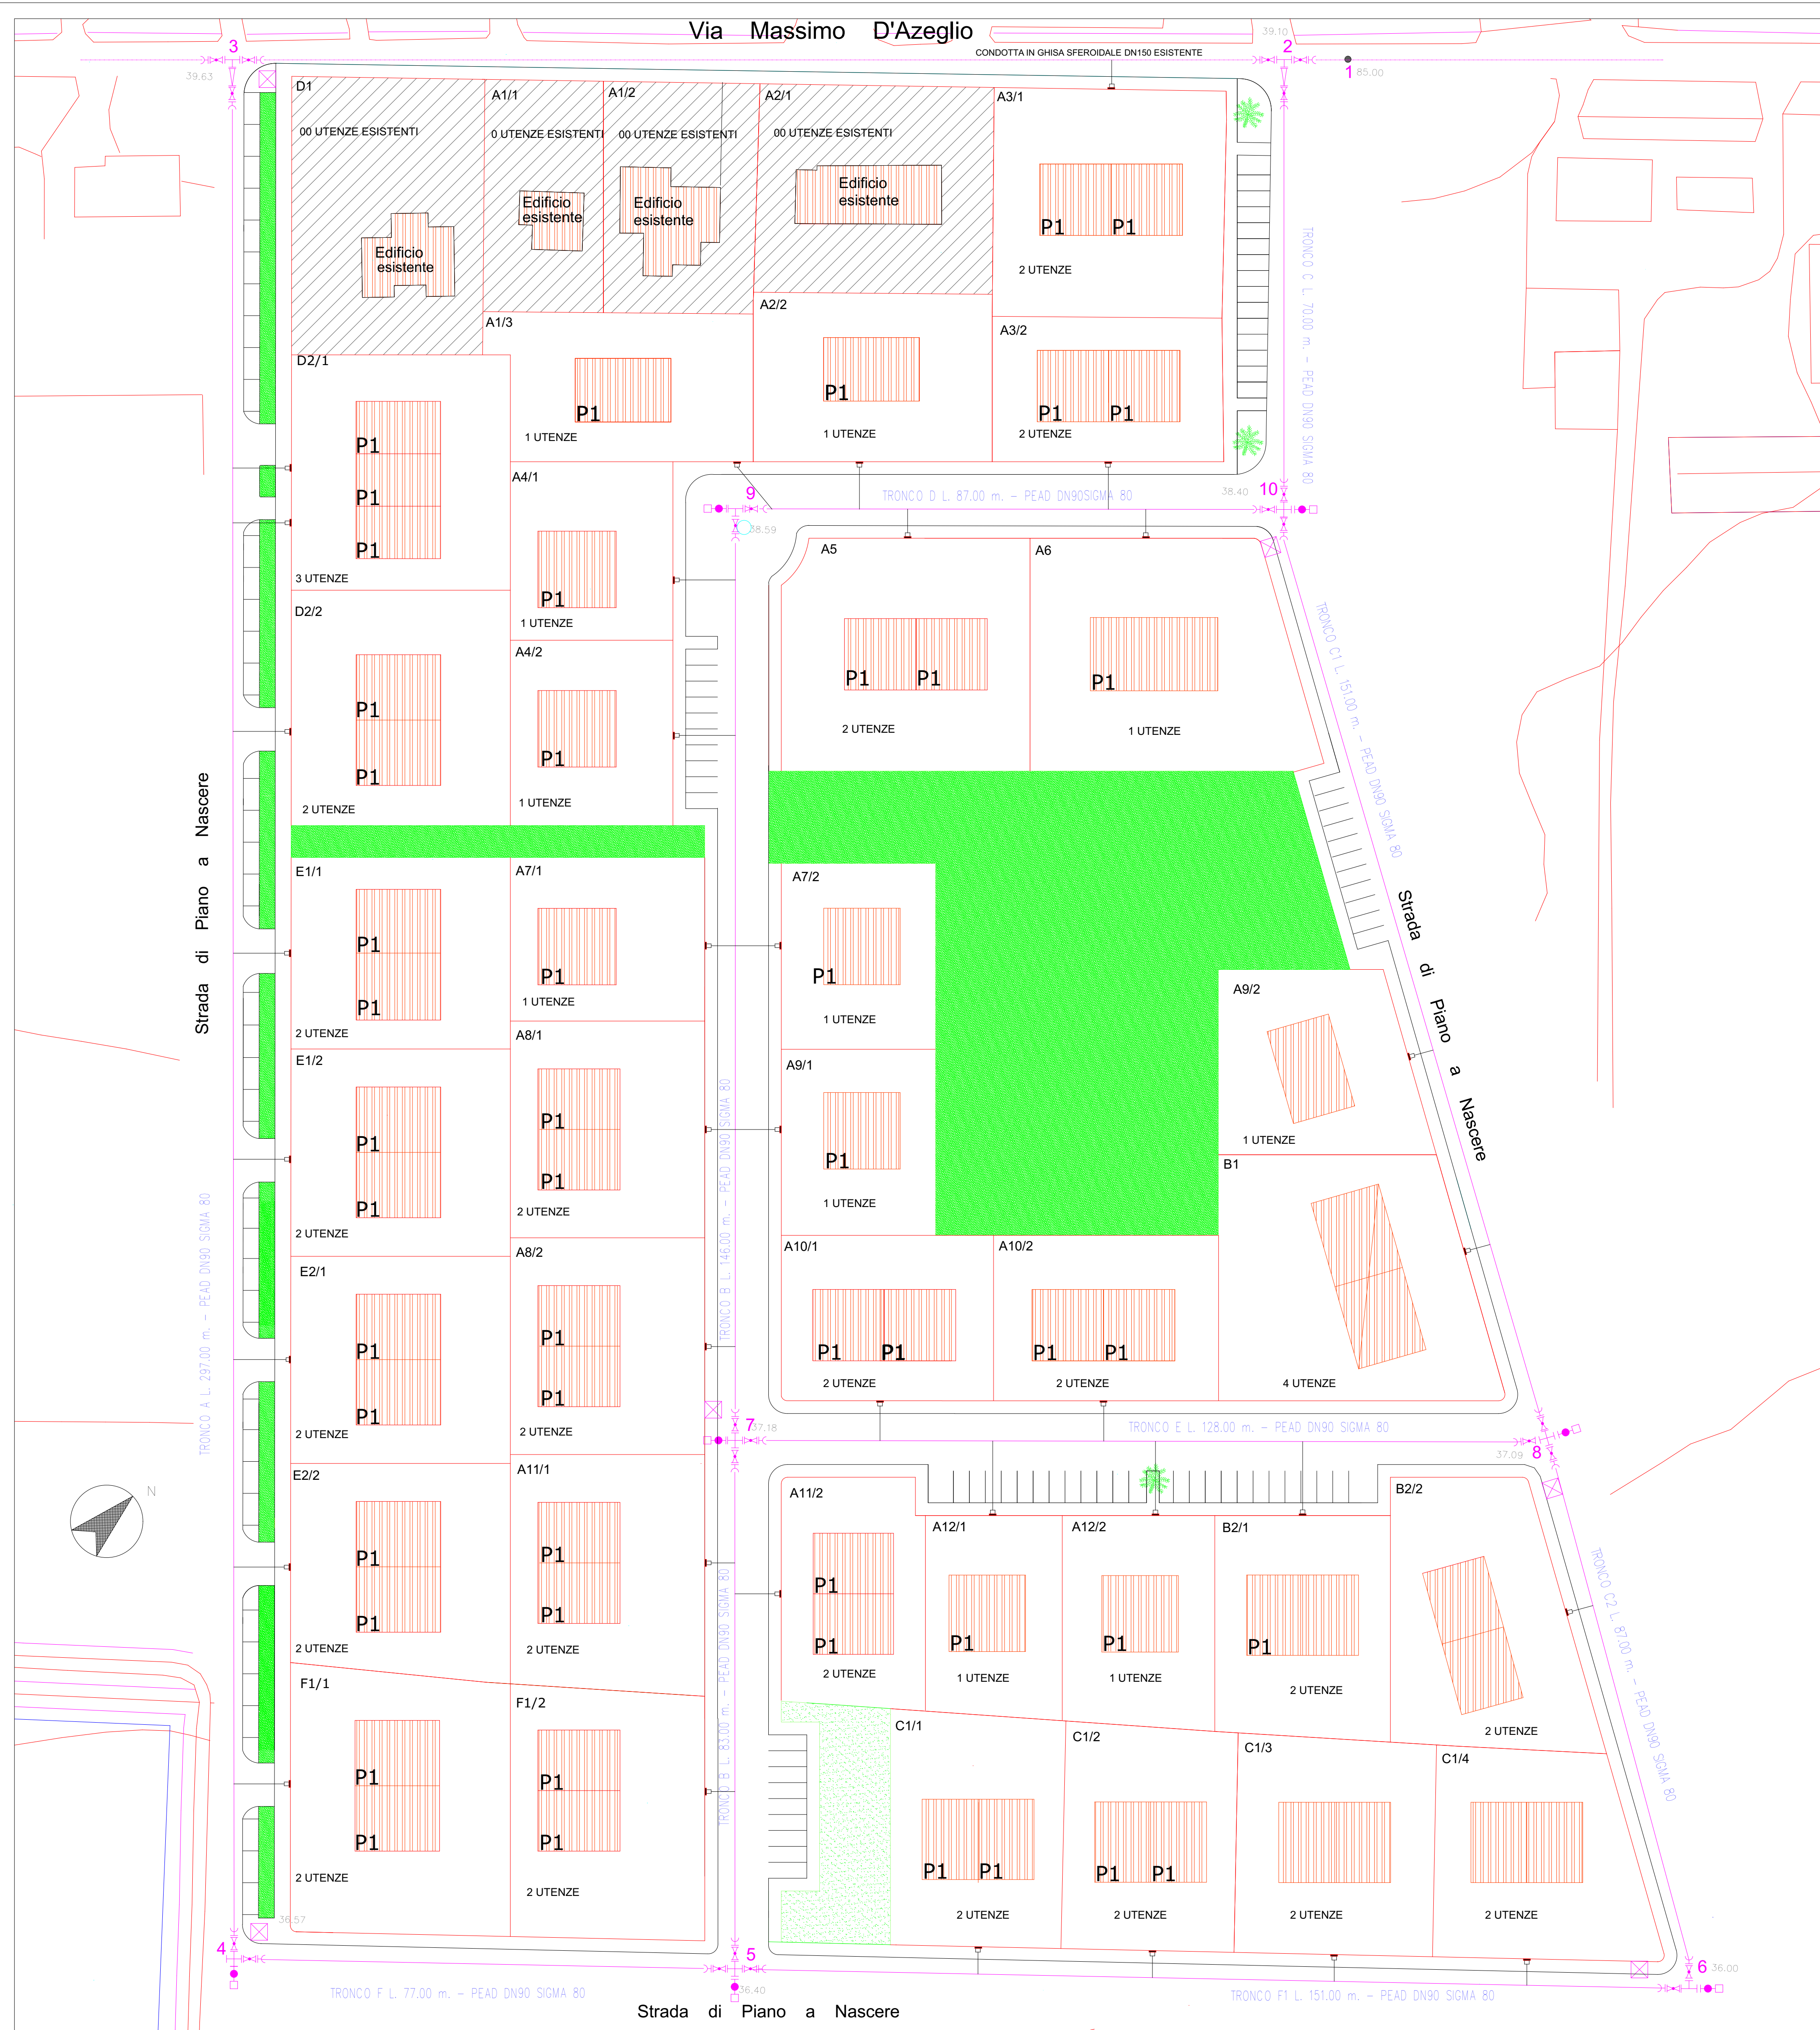 Via Massimo D'Azeglio
CONDOTTA IN GHISA SFEROIDALE DN150 ESISTENTE
3
39.63
39.10
2
1
85.00
D1
00 UTENZE ESISTENTI
Edificio
esistente
A1/1
0 UTENZE ESISTENTI
Edificio
esistente
A1/2
00 UTENZE ESISTENTI
Edificio
esistente
A2/1
00 UTENZE ESISTENTI
Edificio
esistente
A3/1
P1 P1
2 UTENZE
TRONCO C L. 70.00 m. - PEAD DN90 SIGMA 80
A1/3
P1
1 UTENZE
A2/2
P1
1 UTENZE
A3/2
P1 P1
2 UTENZE
D2/1
P1
P1
P1
3 UTENZE
A4/1
P1
1 UTENZE
9
38.59
TRONCO D L. 87.00 m. - PEAD DN90SIGMA 80
38.40
10
A5
P1 P1
2 UTENZE
A6
P1
1 UTENZE
TRONCO C1 L. 151.00 m. - PEAD DN90 SIGMA 80
D2/2
P1
P1
2 UTENZE
A4/2
P1
1 UTENZE
Strada di Piano a Nascere
Strada di Piano a Nascere
E1/1
P1
P1
2 UTENZE
A7/1
P1
1 UTENZE
A7/2
P1
1 UTENZE
A9/2
1 UTENZE
E1/2
P1
P1
2 UTENZE
A8/1
P1
P1
2 UTENZE
TRONCO B L. 146.00 m. - PEAD DN90 SIGMA 80
A9/1
P1
1 UTENZE
B1
4 UTENZE
TRONCO A L. 297.00 m. - PEAD DN90 SIGMA 80
E2/1
P1
P1
2 UTENZE
A8/2
P1
P1
2 UTENZE
A10/1
P1 P1
2 UTENZE
A10/2
P1 P1
2 UTENZE
7
37.18
TRONCO E L. 128.00 m. - PEAD DN90 SIGMA 80
37.09
8
N
E2/2
P1
P1
2 UTENZE
A11/1
P1
P1
2 UTENZE
TRONCO B L. 83.00 m. - PEAD DN90 SIGMA 80
A11/2
P1
P1
2 UTENZE
A12/1
P1
1 UTENZE
A12/2
P1
1 UTENZE
B2/1
P1
2 UTENZE
B2/2
2 UTENZE
TRONCO C2 L. 87.00 m. - PEAD DN90 SIGMA 80
F1/1
P1
P1
2 UTENZE
F1/2
P1
P1
2 UTENZE
C1/1
P1 P1
2 UTENZE
C1/2
P1 P1
2 UTENZE
C1/3
2 UTENZE
C1/4
2 UTENZE
36.57
4
5
36.40
6
36.00
TRONCO F L. 77.00 m. - PEAD DN90 SIGMA 80
TRONCO F1 L. 151.00 m. - PEAD DN90 SIGMA 80
Strada di Piano a Nascere